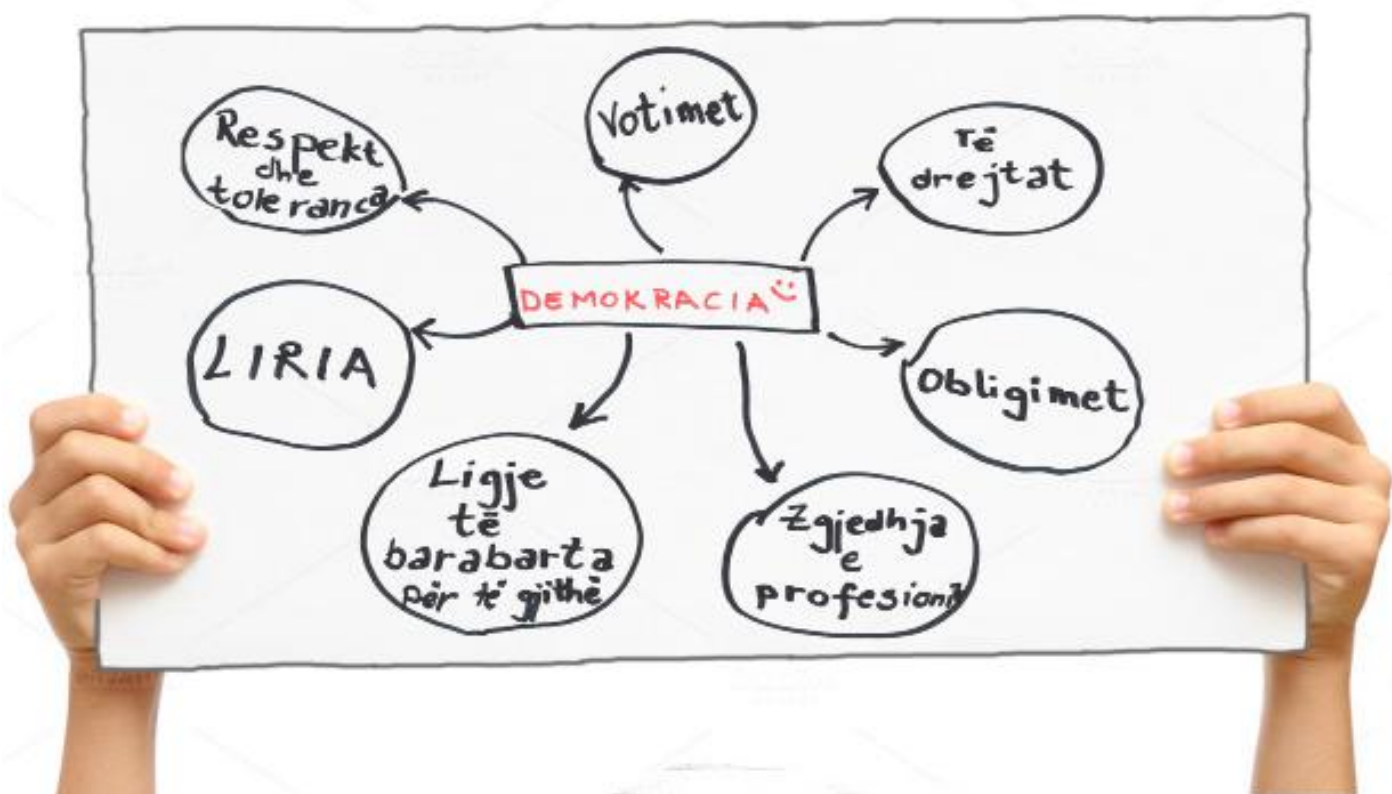 Respekt
dhe
toleranca
Votimet
Të
drejtat
DEMOKRACIA
LIRIA
Obligimet
Ligje
të
barabarta
për të gjithë
Zgjedhja
e
profesionit